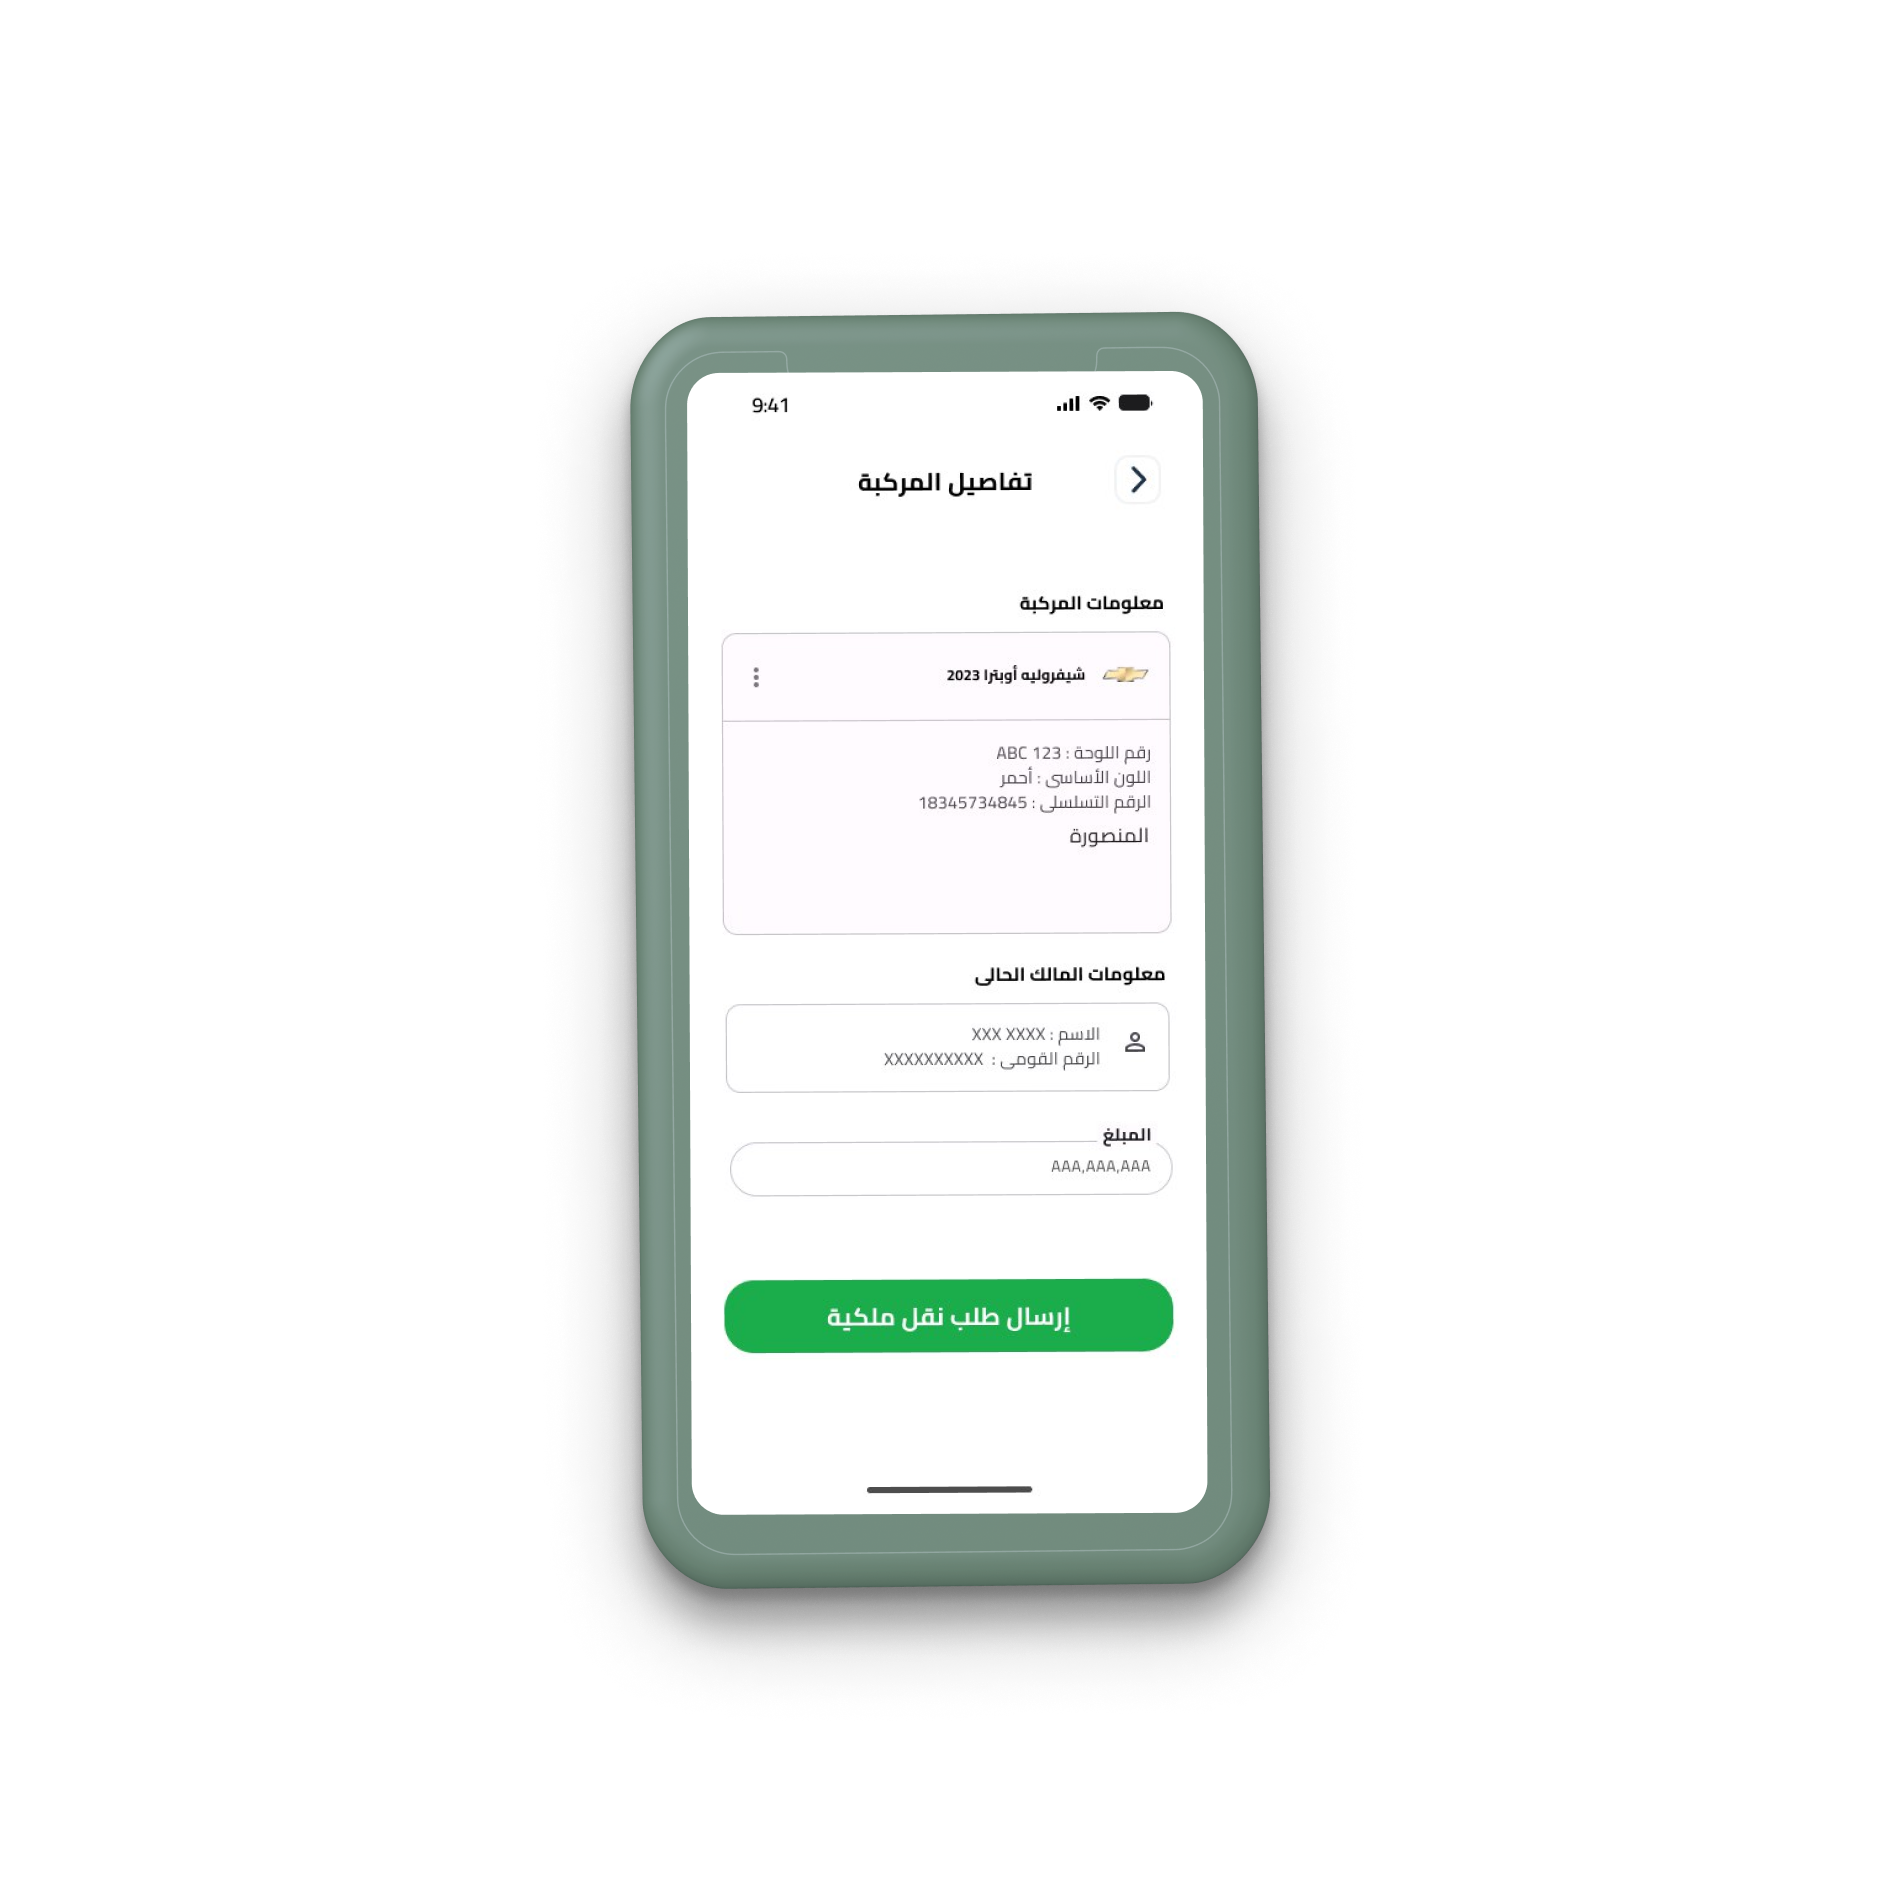 9:41
تفاصيل المركبة
معلومات المركبة
شيفروليه أوبترا 2023
رقم اللوحة : ABC 123
اللون الأساسى : أحمر
الرقم التسلسلى : 18345734845
المنصورة
معلومات المالك الحالى
الاسم : XXX XXXX
الرقم القومى : XXXXXXXXXX
المبلغ
AAA,AAA,AAA
إرسال طلب نقل ملكية